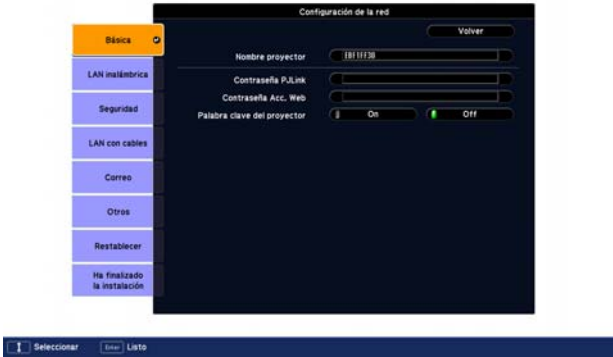 Configuración de la red
Volver
Básica
Nombre proyector EBF1FF3B
LAN inalámbrica
Contraseña PJLink
Contraseña Acc. Web
Seguridad
Palabra clave del proyector On Off
LAN con cables
Correo
Otros
Restablecer
Ha finalizado
la instalación
Seleccionar Enter Listo